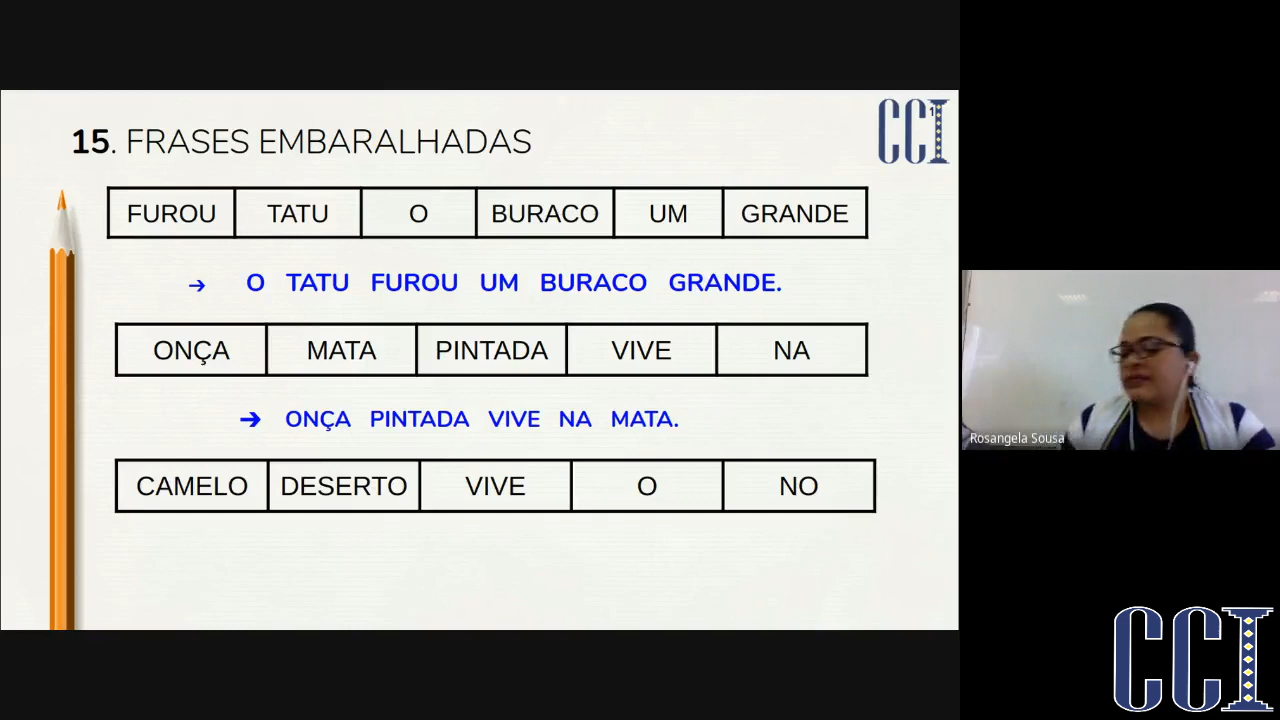 15. FRASES EMBARALHADAS
CCI
1
FUROU TATU O BURACO UM GRANDE
➔ O TATU FUROU UM BURACO GRANDE.
ONÇA MATA PINTADA VIVE NA
➔ ONÇA PINTADA VIVE NA MATA.
CAMELO DESERTO VIVE O NO
Rosangela Sousa
CCI